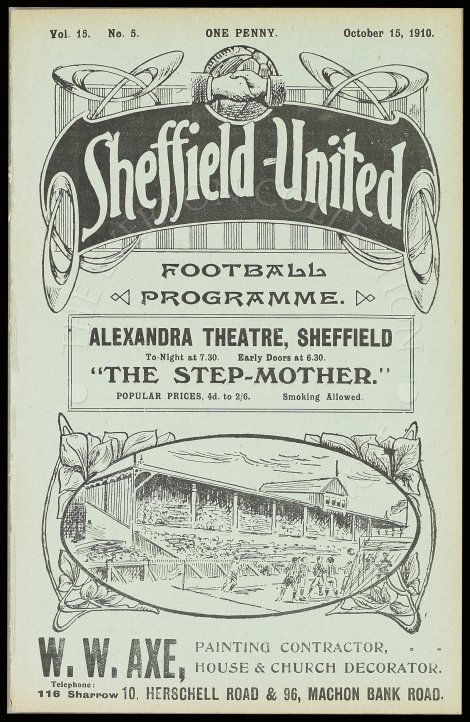 Vol. 15. No. 5. ONE PENNY. October 15, 1910.
Sheffield United
FOOTBALL
PROGRAMME.
ALEXANDRA THEATRE, SHEFFIELD
To-Night at 7.30. Early Doors at 6.30.
"THE STEP-MOTHER."
POPULAR PRICES, 4d. to 2/6. Smoking Allowed.
W. W. AXE, PAINTING CONTRACTOR, - -
HOUSE & CHURCH DECORATOR.
Telephone:
116 Sharrow 10, HERSCHELL ROAD & 96, MACHON BANK ROAD.